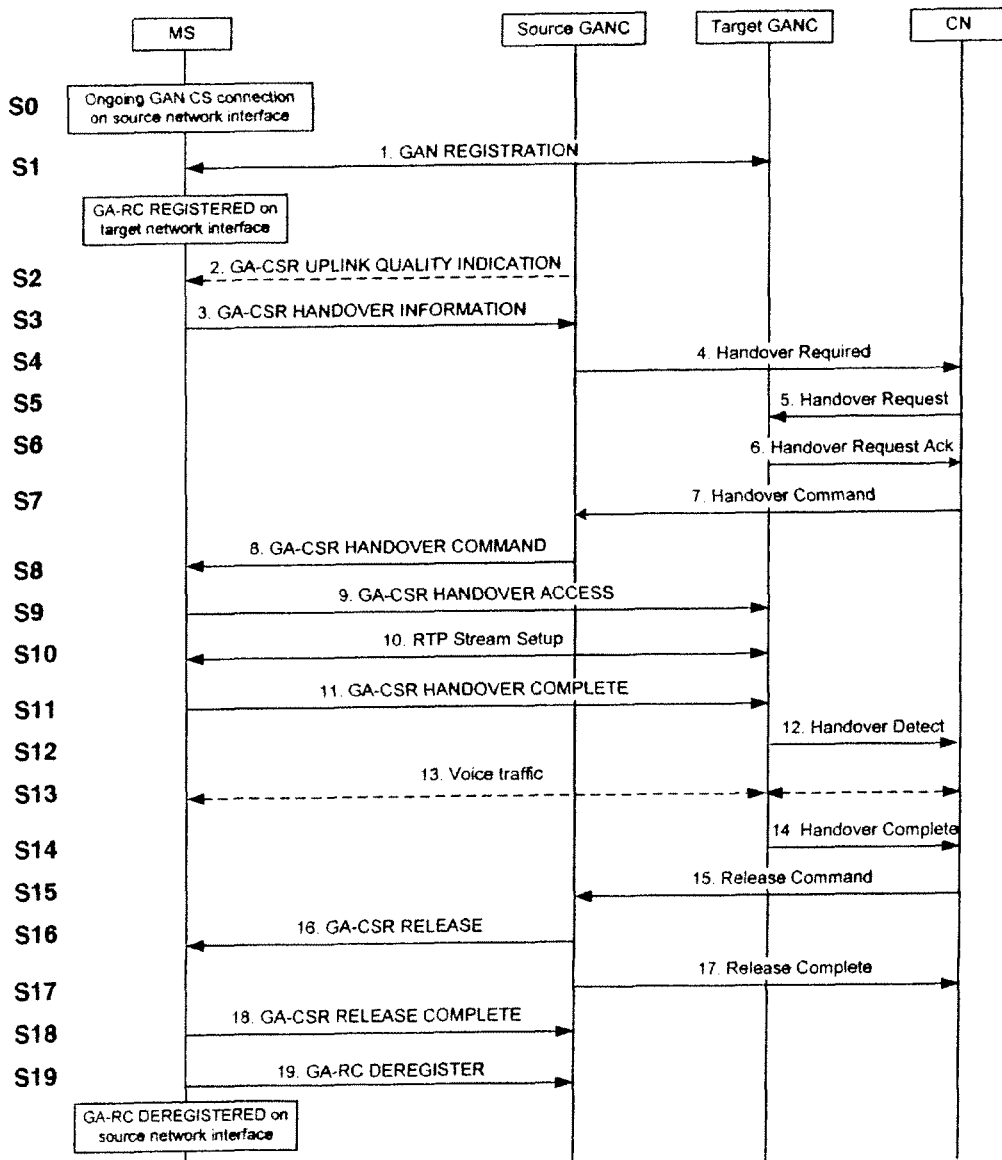 MS
Source GANC
Target GANC
CN
S0
Ongoing GAN CS connection
on source network interface
S1
1. GAN REGISTRATION
GA-RC REGISTERED on
target network interface
S2
2. GA-CSR UPLINK QUALITY INDICATION
S3
3. GA-CSR HANDOVER INFORMATION
S4
4. Handover Required
S5
5. Handover Request
S6
6. Handover Request Ack
S7
7. Handover Command
S8
8. GA-CSR HANDOVER COMMAND
S9
9. GA-CSR HANDOVER ACCESS
S10
10. RTP Stream Setup
S11
11. GA-CSR HANDOVER COMPLETE
S12
12. Handover Detect
S13
13. Voice traffic
S14
14 Handover Complete
S15
15. Release Command
S16
16. GA-CSR RELEASE
S17
17. Release Complete
S18
18. GA-CSR RELEASE COMPLETE
S19
19. GA-RC DEREGISTER
GA-RC DEREGISTERED on
source network interface